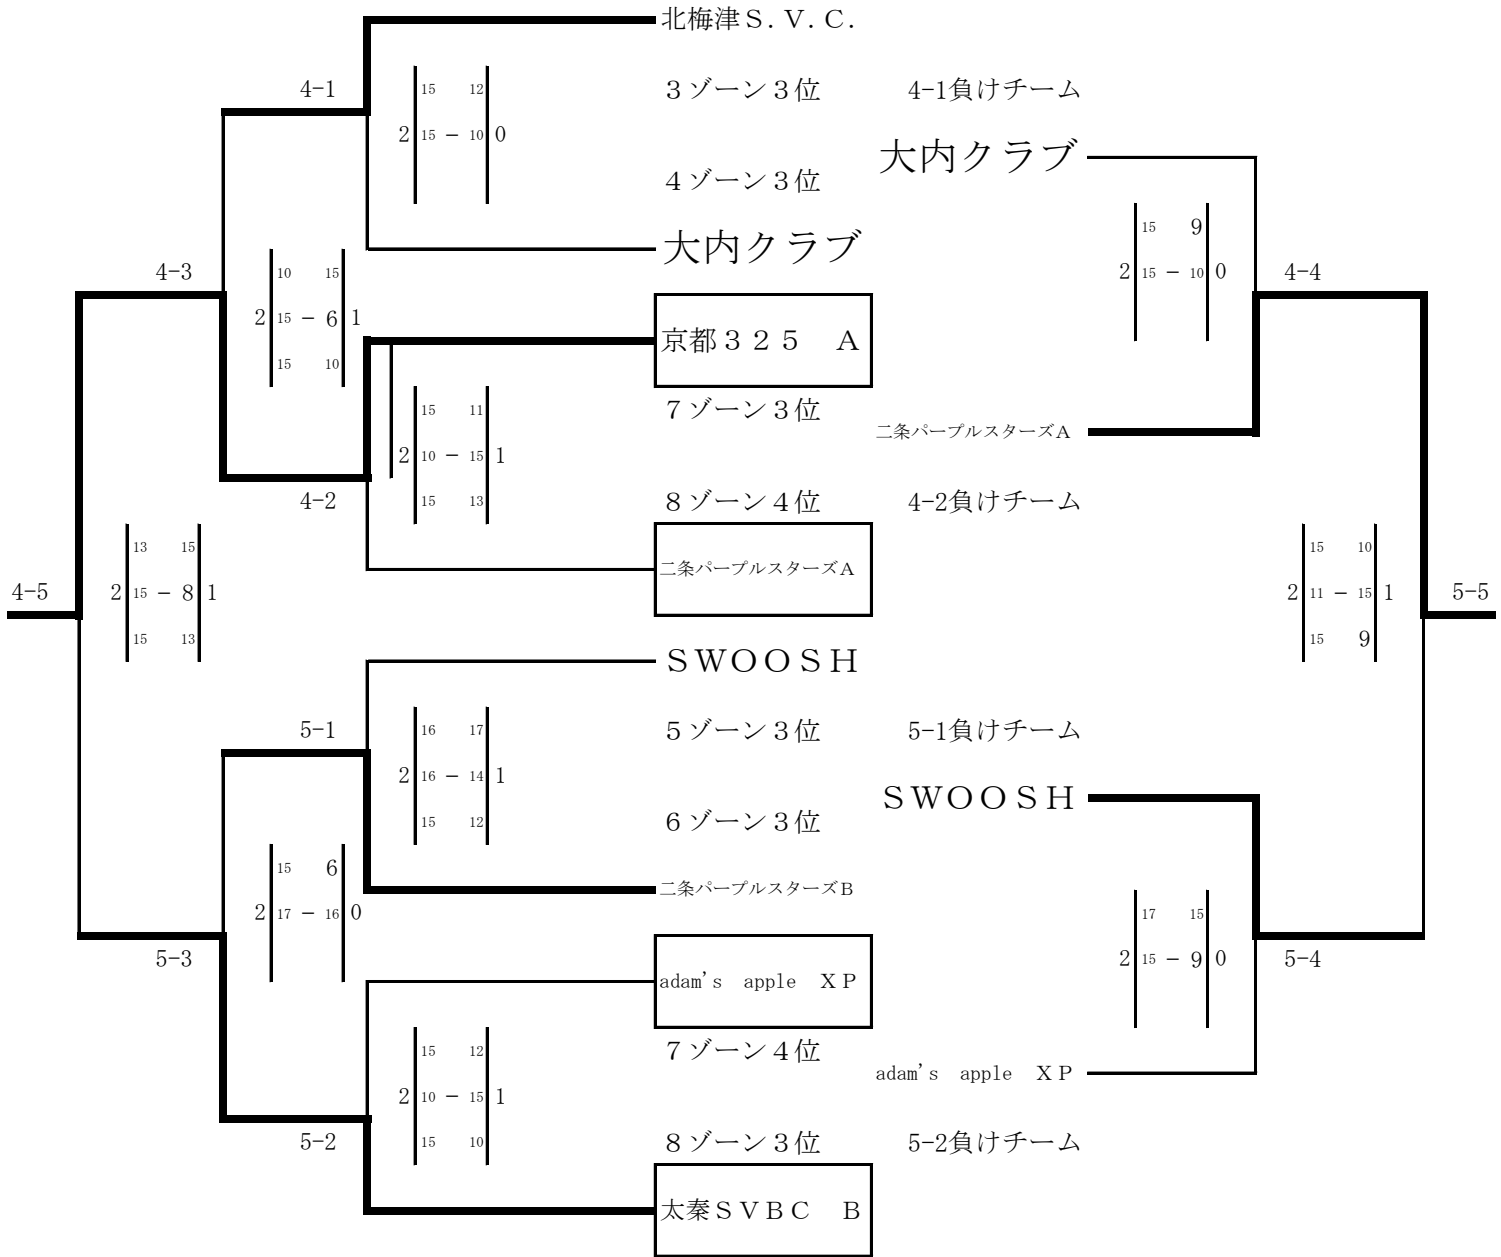 北梅津Ｓ．Ｖ．Ｃ．
4-1
15 12
３ゾーン３位
4-1負けチーム
2 15 － 10 0
大内クラブ
４ゾーン３位
15 9
大内クラブ
4-3
10 15
2 15 － 10 0
4-4
2 15 － 6 1
京都３２５　Ａ
15 10
15 11
７ゾーン３位
二条パープルスターズＡ
2 10 － 15 1
4-2
15 13
８ゾーン４位
4-2負けチーム
13 15
15 10
二条パープルスターズＡ
4-5
2 15 － 8 1
2 11 － 15 1
5-5
15 13
15 9
ＳＷＯＯＳＨ
5-1
16 17
５ゾーン３位
5-1負けチーム
2 16 － 14 1
ＳＷＯＯＳＨ
15 12
６ゾーン３位
15 6
二条パープルスターズＢ
2 17 － 16 0
17 15
5-3
2 15 － 9 0
5-4
adam's　apple　ＸＰ
15 12
７ゾーン４位
adam's　apple　ＸＰ
2 10 － 15 1
5-2
15 10
８ゾーン３位
5-2負けチーム
太秦ＳＶＢＣ　Ｂ